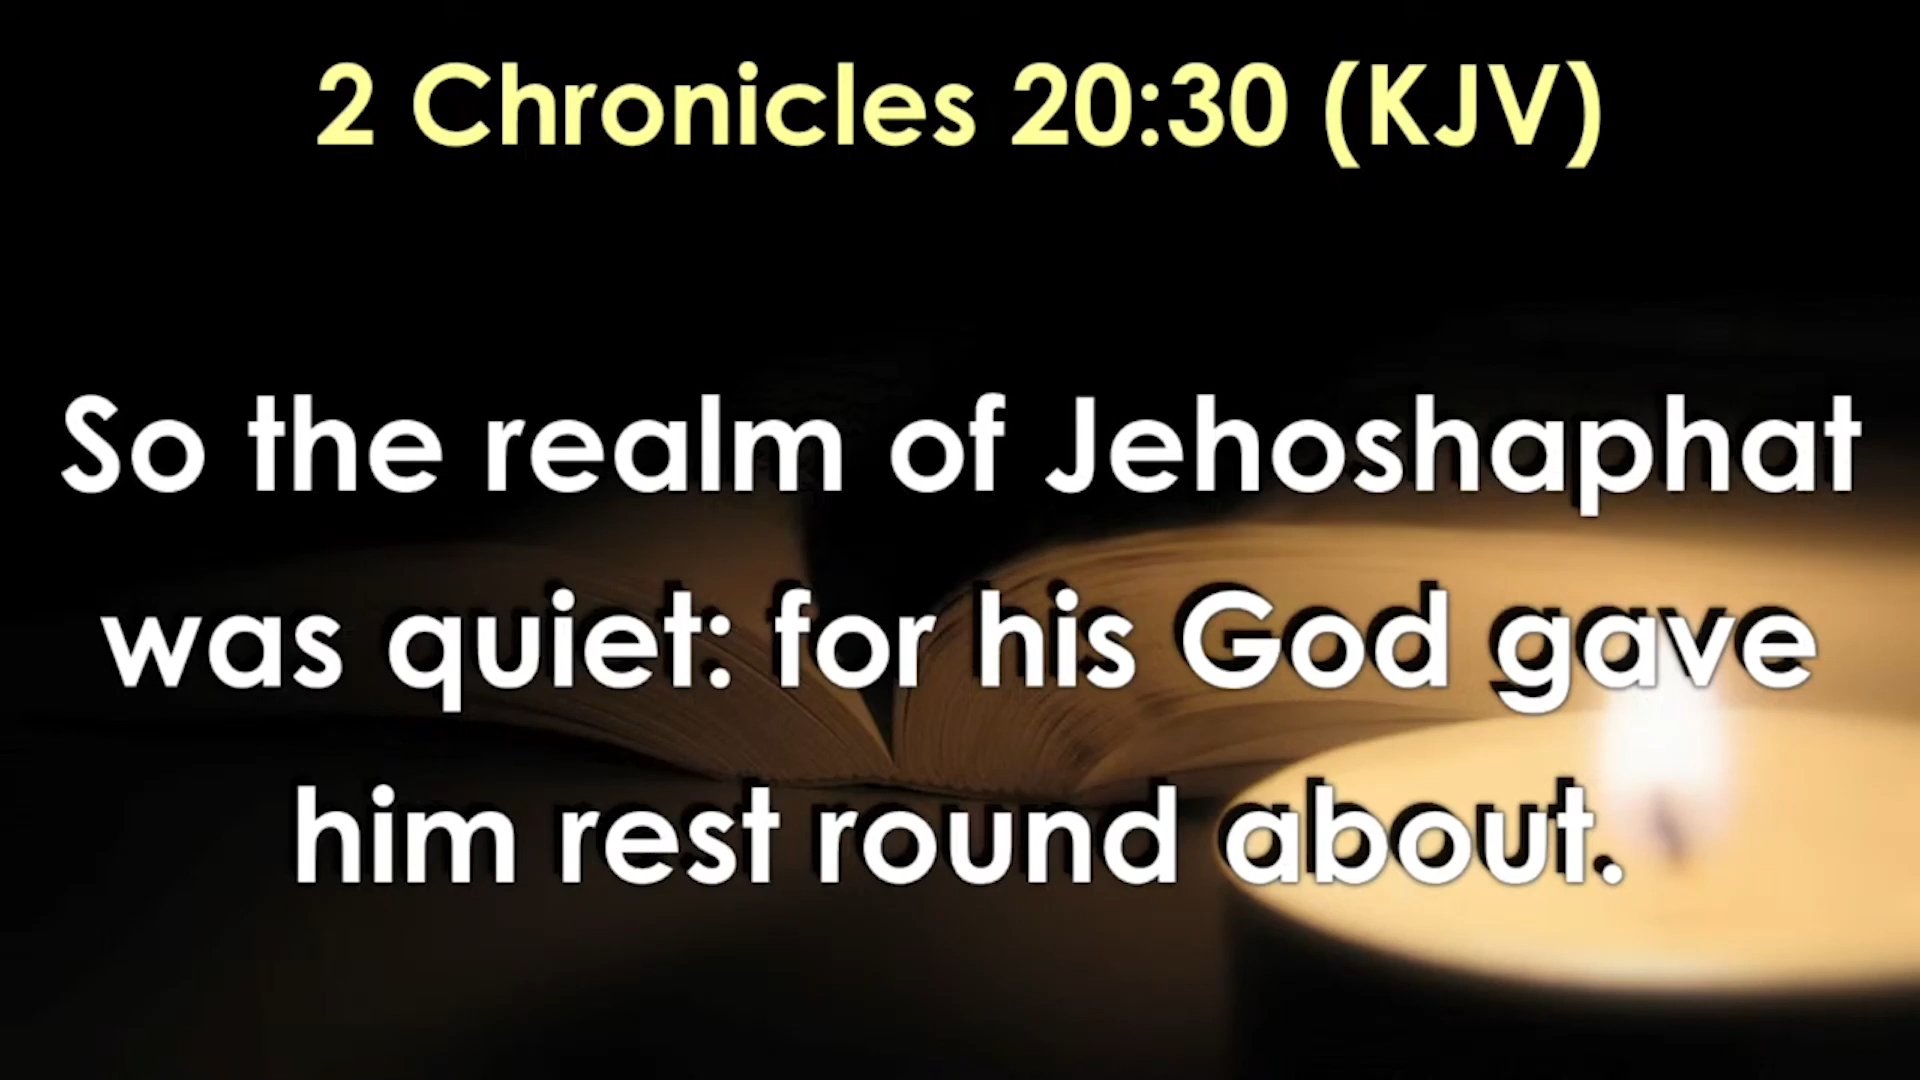 2 Chronicles 20:30 (KJV)
So the realm of Jehoshaphat
was quiet: for his God gave
him rest round about.